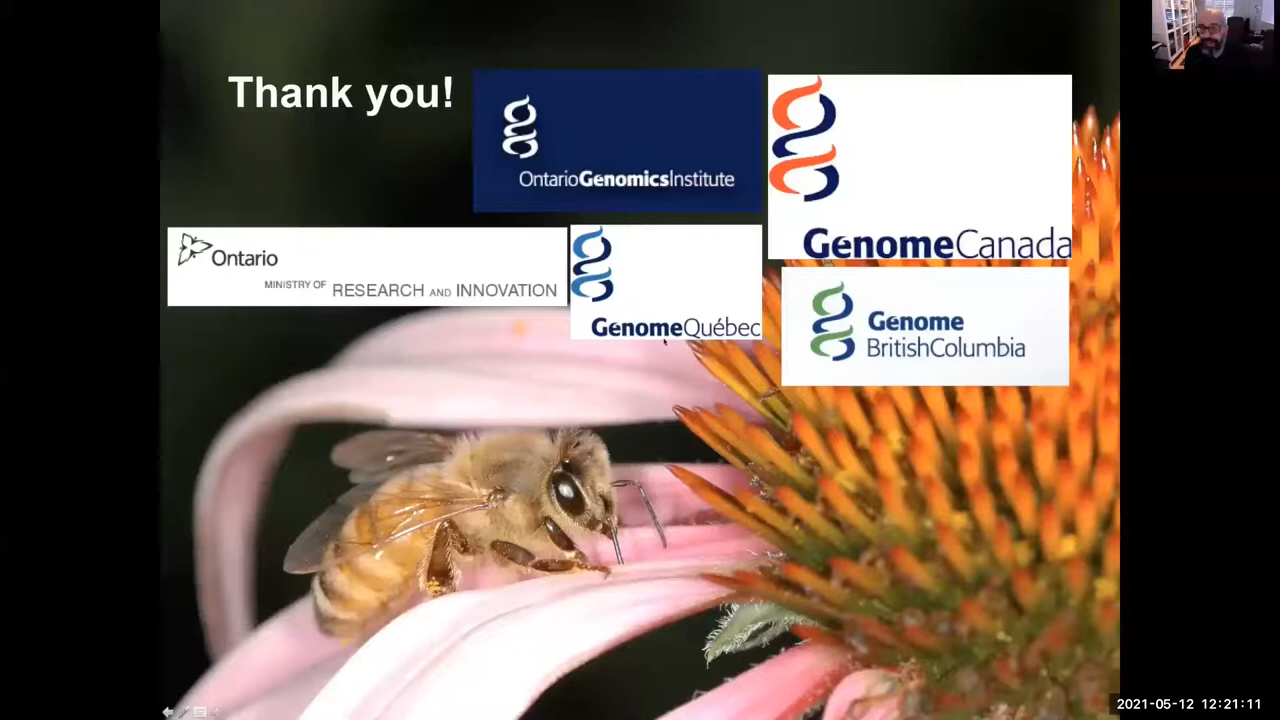 Thank you!
OntarioGenomicsInstitute
GenomeCanada
Ontario
MINISTRY OF RESEARCH AND INNOVATION
GenomeQuébec
Genome
BritishColumbia
2021-05-12 12:21:11